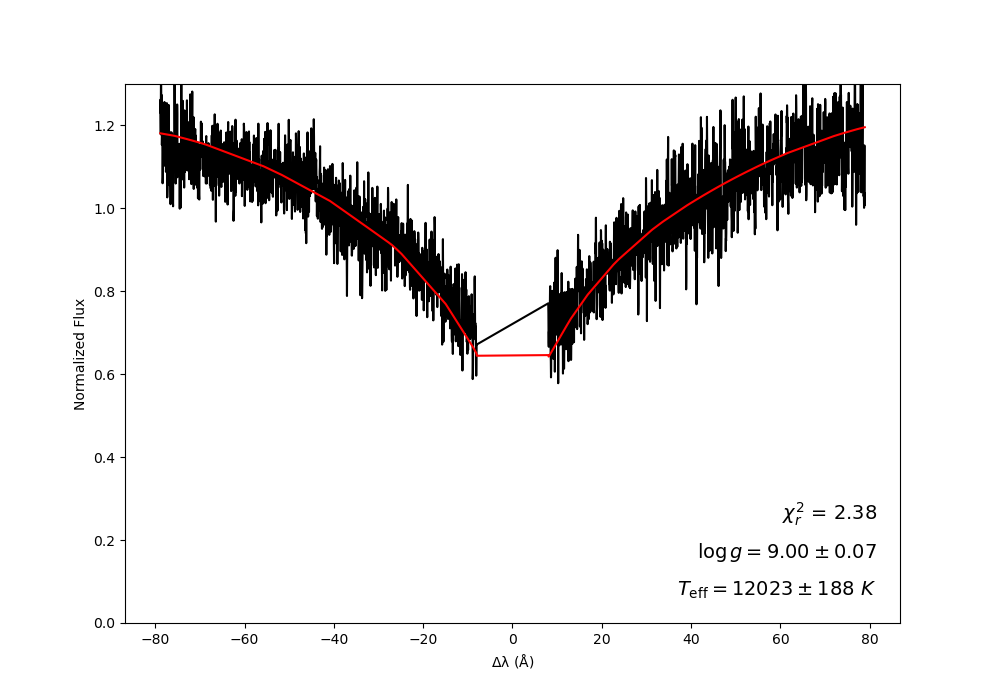 1.2
1.0
0.8
0.6
0.4
0.2
0.0
Normalized Flux
χ²ᵣ = 2.38
log g = 9.00 ± 0.07
T_eff = 12023 ± 188 K
−80 −60 −40 −20 0 20 40 60 80
Δλ (Å)